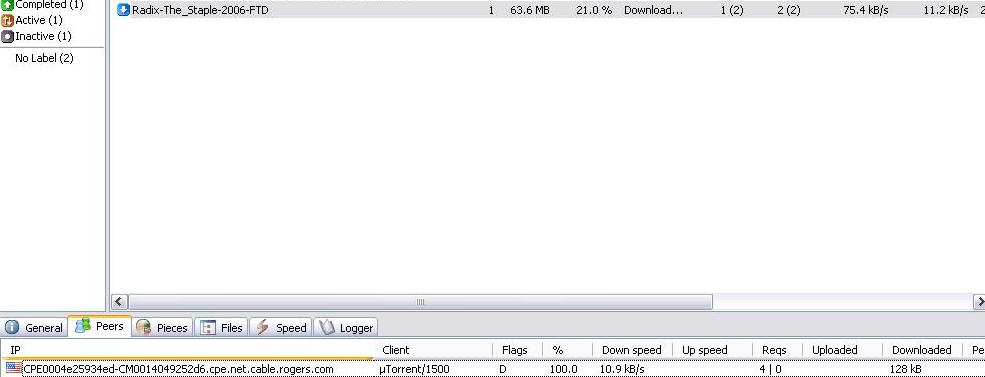 Completed (1)
Active (1)
Inactive (1)
No Label (2)
Radix-The_Staple-2006-FTD 1 63.6 MB 21.0 % Download... 1 (2) 2 (2) 75.4 kB/s 11.2 kB/s 2
General Peers Pieces Files Speed Logger
IP Client Flags % Down speed Up speed Reqs Uploaded Downloaded Pe
CPE0004e25934ed-CM0014049252d6.cpe.net.cable.rogers.com µTorrent/1500 D 100.0 10.9 kB/s 4 | 0 128 kB